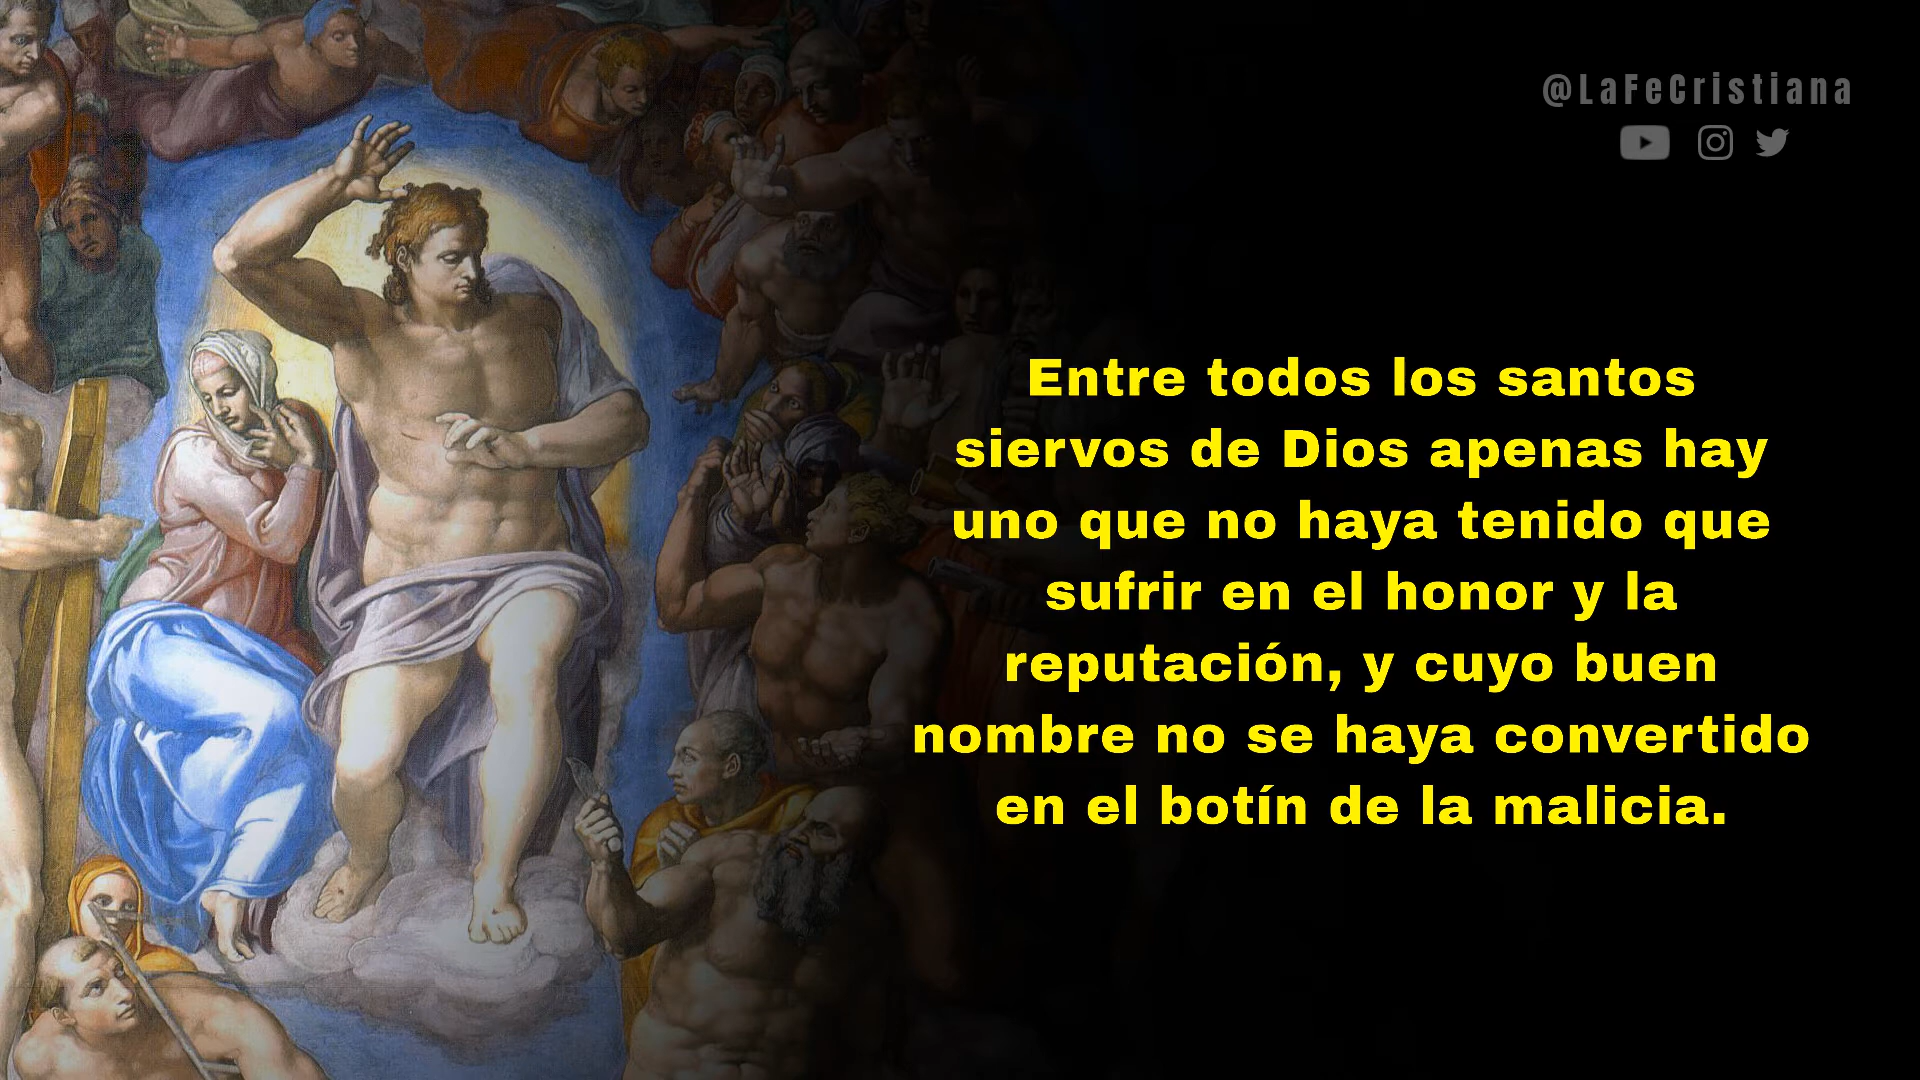 @LaFeCristiana
Entre todos los santos
siervos de Dios apenas hay
uno que no haya tenido que
sufrir en el honor y la
reputación, y cuyo buen
nombre no se haya convertido
en el botín de la malicia.